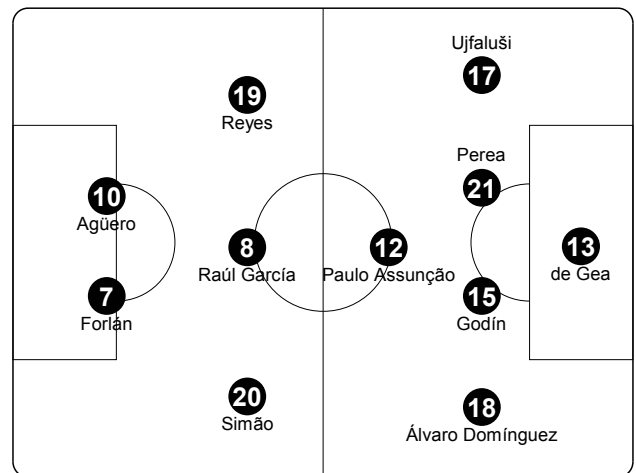 Ujfaluši
17
19
Reyes
Perea
21
10
Agüero
8
Raúl García
12
Paulo Assunção
13
de Gea
7
Forlán
15
Godín
20
Simão
18
Álvaro Domínguez